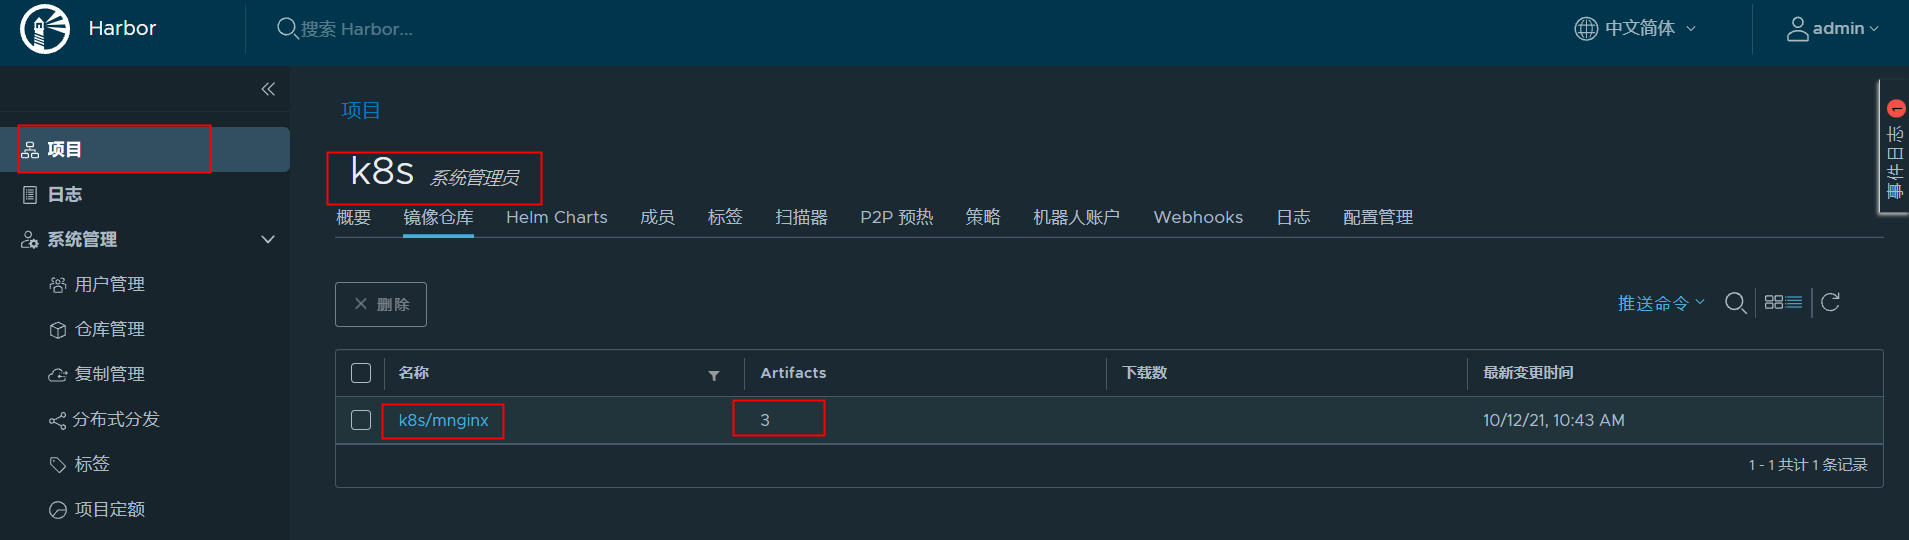 Harbor
搜索 Harbor...
中文简体
admin
项目
日志
系统管理
用户管理
仓库管理
复制管理
分布式分发
标签
项目定额
项目
k8s 系统管理员
概要 镜像仓库 Helm Charts 成员 标签 扫描器 P2P 预热 策略 机器人账户 Webhooks 日志 配置管理
删除
推送命令
名称 Artifacts 下载数 最新变更时间
k8s/mnginx 3 10/12/21, 10:43 AM
1 - 1 共计 1 条记录
事件日志 1